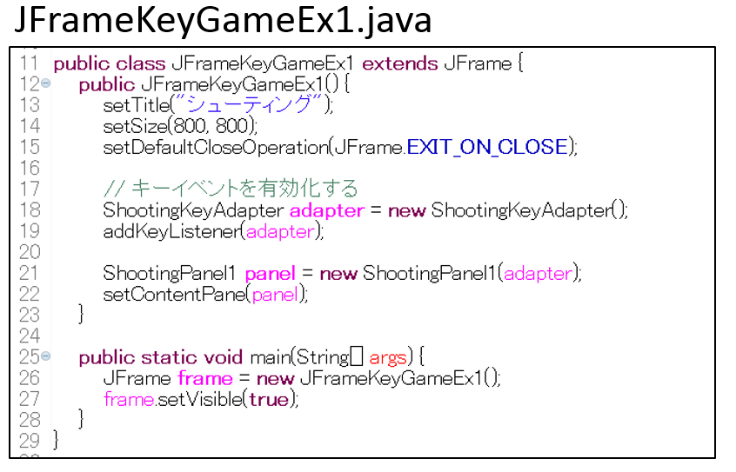 JFrameKeyGameEx1.java
11 public class JFrameKeyGameEx1 extends JFrame {
12 public JFrameKeyGameEx1() {
13 setTitle("シューティング");
14 setSize(800, 800);
15 setDefaultCloseOperation(JFrame.EXIT_ON_CLOSE);
16
17 // キーイベントを有効化する
18 ShootingKeyAdapter adapter = new ShootingKeyAdapter();
19 addKeyListener(adapter);
20
21 ShootingPanel1 panel = new ShootingPanel1(adapter);
22 setContentPane(panel);
23 }
24
25 public static void main(String[] args) {
26 JFrame frame = new JFrameKeyGameEx1();
27 frame.setVisible(true);
28 }
29 }